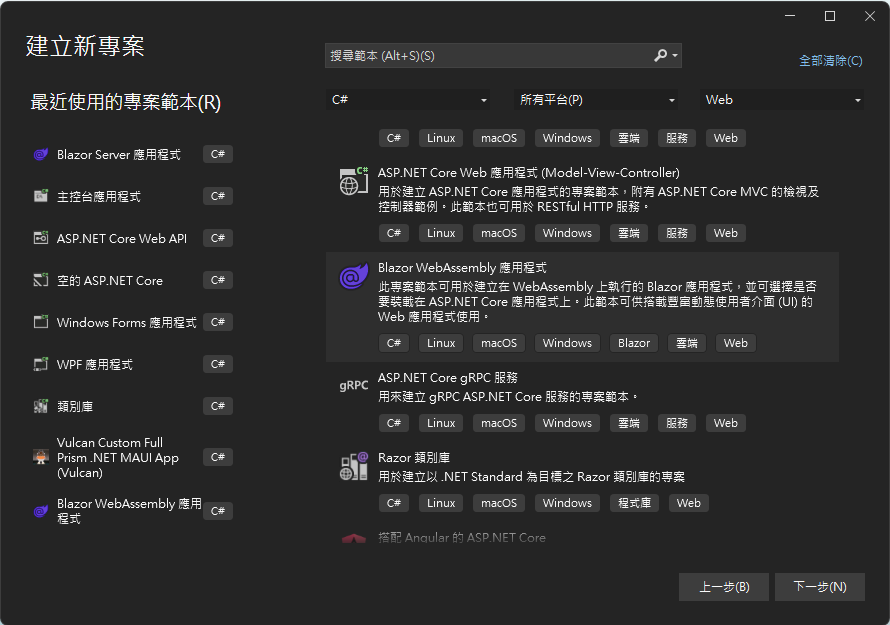 建立新專案
搜尋範本 (Alt+S)(S)
全部清除(C)
最近使用的專案範本(R)
Blazor Server 應用程式
C#
主控台應用程式
C#
ASP.NET Core Web API
C#
空的 ASP.NET Core
C#
Windows Forms 應用程式
C#
WPF 應用程式
C#
類別庫
C#
Vulcan Custom Full
Prism .NET MAUI App
(Vulcan)
C#
Blazor WebAssembly 應用
程式
C#
C# 所有平台(P) Web
C# Linux macOS Windows 雲端 服務 Web
C#
ASP.NET Core Web 應用程式 (Model-View-Controller)
用於建立 ASP.NET Core 應用程式的專案範本，附有 ASP.NET Core MVC 的檢視及
控制器範例。此範本也可用於 RESTful HTTP 服務。
C# Linux macOS Windows 雲端 服務 Web
Blazor WebAssembly 應用程式
此專案範本可用於建立在 WebAssembly 上執行的 Blazor 應用程式，並可選擇是否
要裝載在 ASP.NET Core 應用程式上。此範本可供搭載豐富動態使用者介面 (UI) 的
Web 應用程式使用。
C# Linux macOS Windows Blazor 雲端 Web
gRPC
ASP.NET Core gRPC 服務
用來建立 gRPC ASP.NET Core 服務的專案範本。
C# Linux macOS Windows 雲端 服務 Web
Razor 類別庫
用於建立以 .NET Standard 為目標之 Razor 類別庫的專案
C# Linux macOS Windows 程式庫 Web
搭配 Angular 的 ASP.NET Core
上一步(B) 下一步(N)